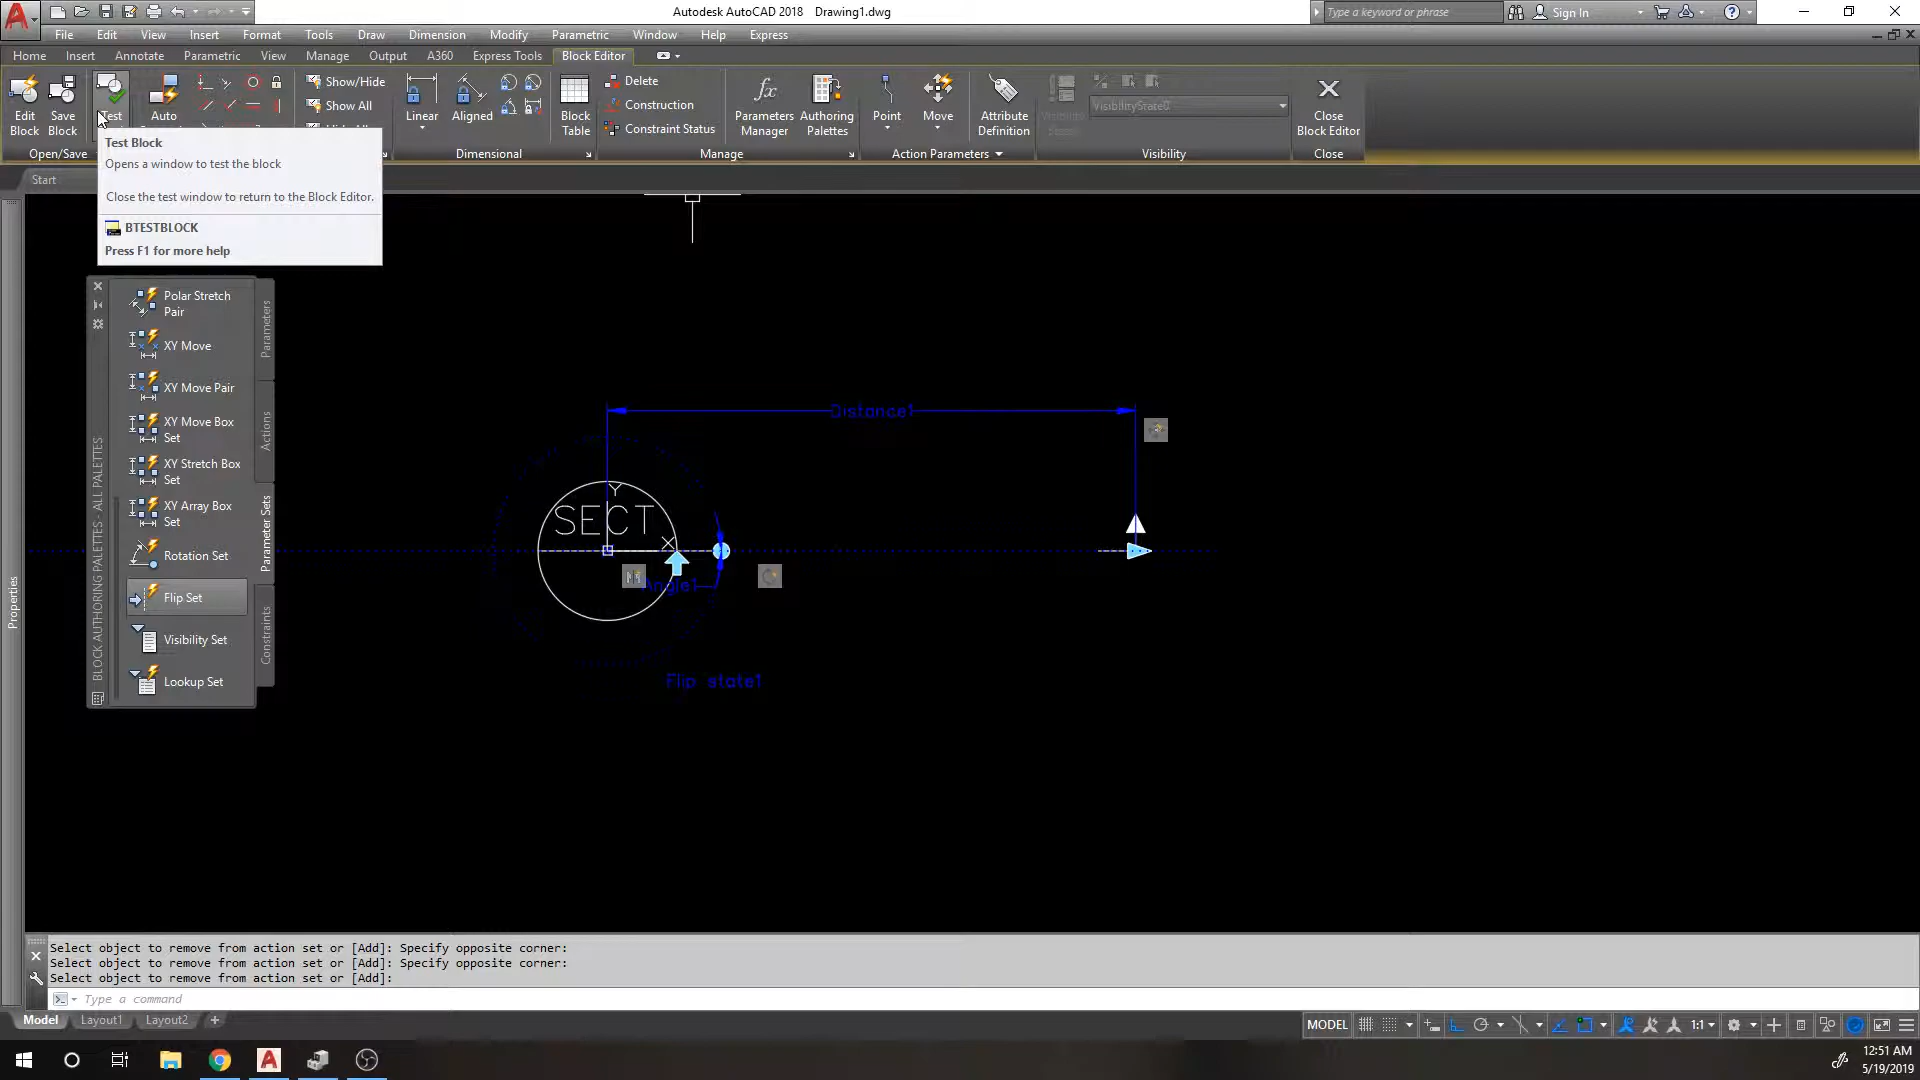 Autodesk AutoCAD 2018 Drawing1.dwg
Type a keyword or phrase
Sign In
File Edit View Insert Format Tools Draw Dimension Modify Parametric Window Help Express
Home Insert Annotate Parametric View Manage Output A360 Express Tools Block Editor
Edit Block
Save Block
Test
Auto
Show/Hide
Show All
Linear
Aligned
Block Table
Delete
Construction
Constraint Status
Parameters Manager
Authoring Palettes
Point
Move
Attribute Definition
VisibilityState0
Close Block Editor
Open/Save
Dimensional
Manage
Action Parameters
Visibility
Close
Start
Test Block
Opens a window to test the block
Close the test window to return to the Block Editor.
BTESTBLOCK
Press F1 for more help
Polar Stretch
Pair
XY Move
XY Move Pair
XY Move Box
Set
XY Stretch Box
Set
XY Array Box
Set
Rotation Set
Flip Set
Visibility Set
Lookup Set
Parameters
Actions
Parameter Sets
Constraints
BLOCK AUTHORING PALETTES - ALL PALETTES
Properties
Distance1
Y
SECT
X
Angle1
Flip state1
Select object to remove from action set or [Add]: Specify opposite corner:
Select object to remove from action set or [Add]: Specify opposite corner:
Select object to remove from action set or [Add]:
Type a command
Model Layout1 Layout2
MODEL
1:1
12:51 AM
5/19/2019